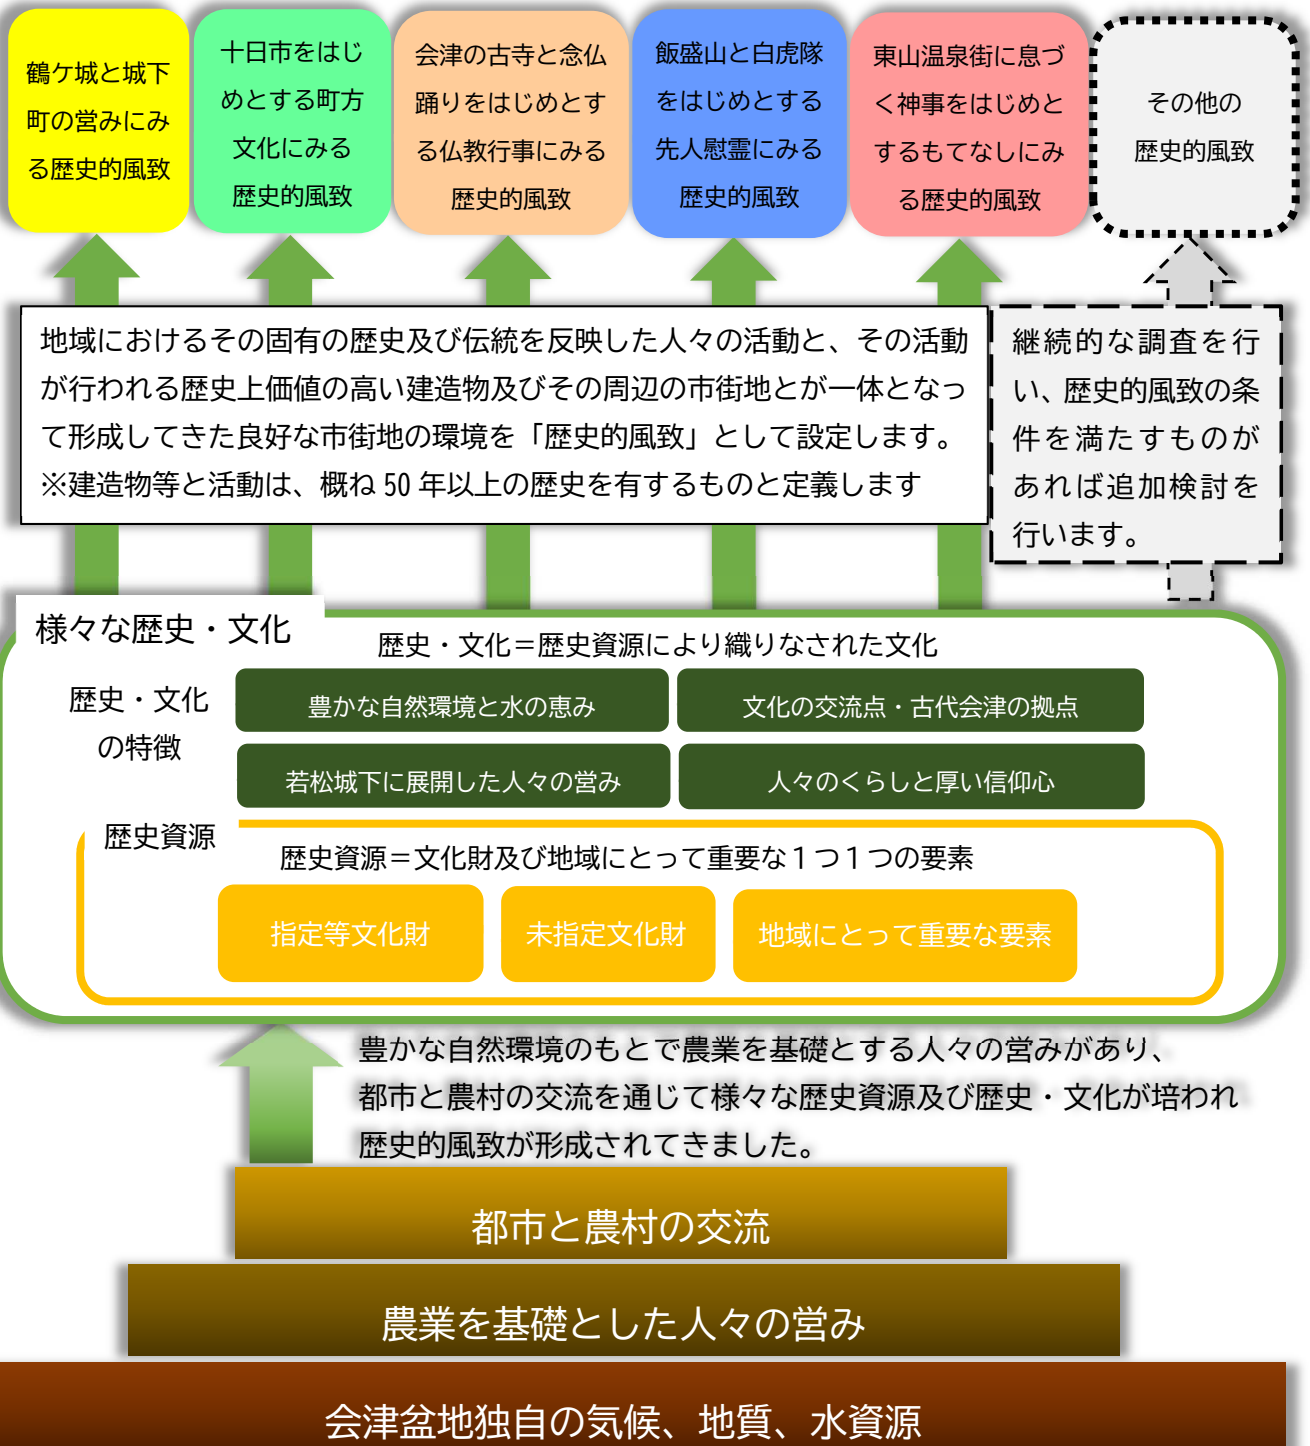 鶴ケ城と城下
町の営みにみ
る歴史的風致
十日市をはじ
めとする町方
文化にみる
歴史的風致
会津の古寺と念仏
踊りをはじめとす
る仏教行事にみる
歴史的風致
飯盛山と白虎隊
をはじめとする
先人慰霊にみる
歴史的風致
東山温泉街に息づ
く神事をはじめと
するもてなしにみ
る歴史的風致
その他の
歴史的風致
地域におけるその固有の歴史及び伝統を反映した人々の活動と、その活動
が行われる歴史上価値の高い建造物及びその周辺の市街地とが一体となっ
て形成してきた良好な市街地の環境を「歴史的風致」として設定します。
※建造物等と活動は、概ね 50 年以上の歴史を有するものと定義します
継続的な調査を行
い、歴史的風致の条
件を満たすものが
あれば追加検討を
行います。
様々な歴史・文化
歴史・文化＝歴史資源により織りなされた文化
歴史・文化
の特徴
豊かな自然環境と水の恵み
文化の交流点・古代会津の拠点
若松城下に展開した人々の営み
人々のくらしと厚い信仰心
歴史資源
歴史資源＝文化財及び地域にとって重要な１つ１つの要素
指定等文化財
未指定文化財
地域にとって重要な要素
豊かな自然環境のもとで農業を基礎とする人々の営みがあり、
都市と農村の交流を通じて様々な歴史資源及び歴史・文化が培われ
歴史的風致が形成されてきました。
都市と農村の交流
農業を基礎とした人々の営み
会津盆地独自の気候、地質、水資源